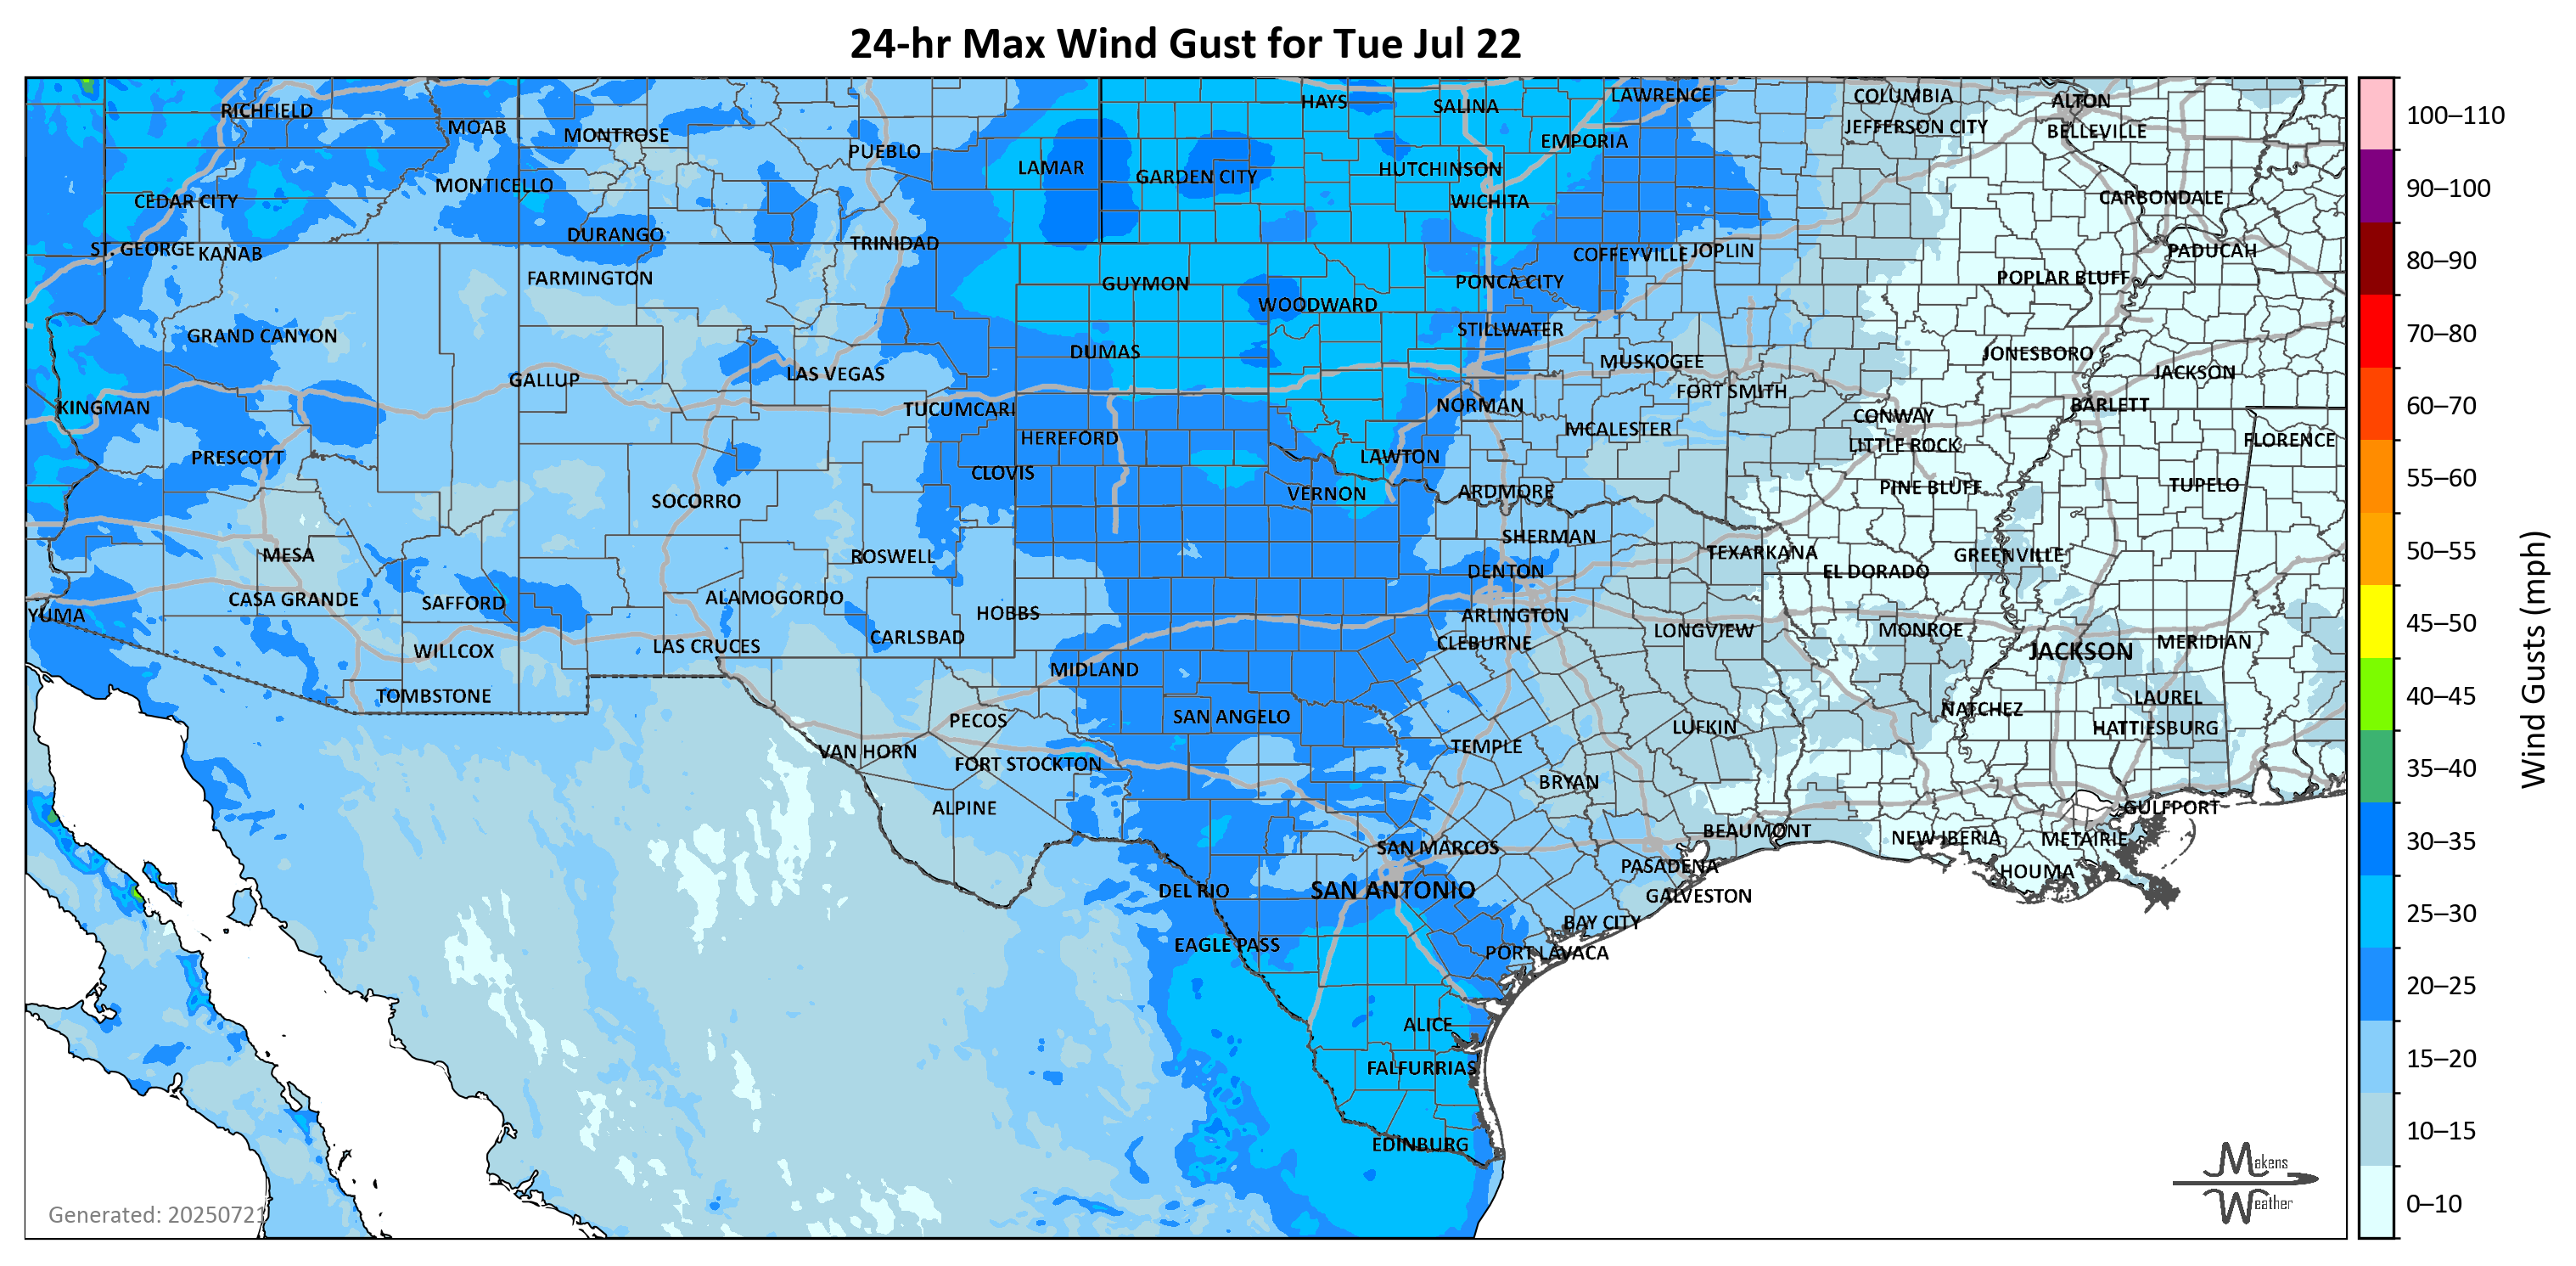 24-hr Max Wind Gust for Tue Jul 22
RICHFIELD
MOAB
MONTROSE
PUEBLO
LAMAR
HAYS
SALINA
LAWRENCE
COLUMBIA
ALTON
EMPORIA
JEFFERSON CITY
BELLEVILLE
MONTICELLO
GARDEN CITY
HUTCHINSON
CEDAR CITY
WICHITA
CARBONDALE
ST. GEORGE
KANAB
DURANGO
TRINIDAD
COFFEYVILLE
JOPLIN
PADUCAH
FARMINGTON
GUYMON
WOODWARD
PONCA CITY
POPLAR BLUFF
GRAND CANYON
STILLWATER
DUMAS
MUSKOGEE
JONESBORO
GALLUP
LAS VEGAS
FORT SMITH
JACKSON
KINGMAN
TUCUMCARI
NORMAN
CONWAY
BARLETT
HEREFORD
MCALESTER
LITTLE ROCK
FLORENCE
PRESCOTT
CLOVIS
LAWTON
SOCORRO
VERNON
ARDMORE
PINE BLUFF
TUPELO
MESA
ROSWELL
SHERMAN
TEXARKANA
GREENVILLE
DENTON
EL DORADO
CASA GRANDE
SAFFORD
ALAMOGORDO
HOBBS
ARLINGTON
YUMA
CARLSBAD
CLEBURNE
LONGVIEW
MONROE
WILLCOX
LAS CRUCES
JACKSON
MERIDIAN
TOMBSTONE
MIDLAND
LAUREL
PECOS
SAN ANGELO
NATCHEZ
VAN HORN
TEMPLE
LUFKIN
HATTIESBURG
FORT STOCKTON
BRYAN
ALPINE
GULFPORT
SAN MARCOS
BEAUMONT
NEW IBERIA
METAIRIE
DEL RIO
SAN ANTONIO
PASADENA
HOUMA
GALVESTON
EAGLE PASS
BAY CITY
PORT LAVACA
ALICE
FALFURRIAS
EDINBURG
Generated: 20250721
Makens
Weather
100–110
90–100
80–90
70–80
60–70
55–60
50–55
45–50
40–45
35–40
30–35
25–30
20–25
15–20
10–15
0–10
Wind Gusts (mph)